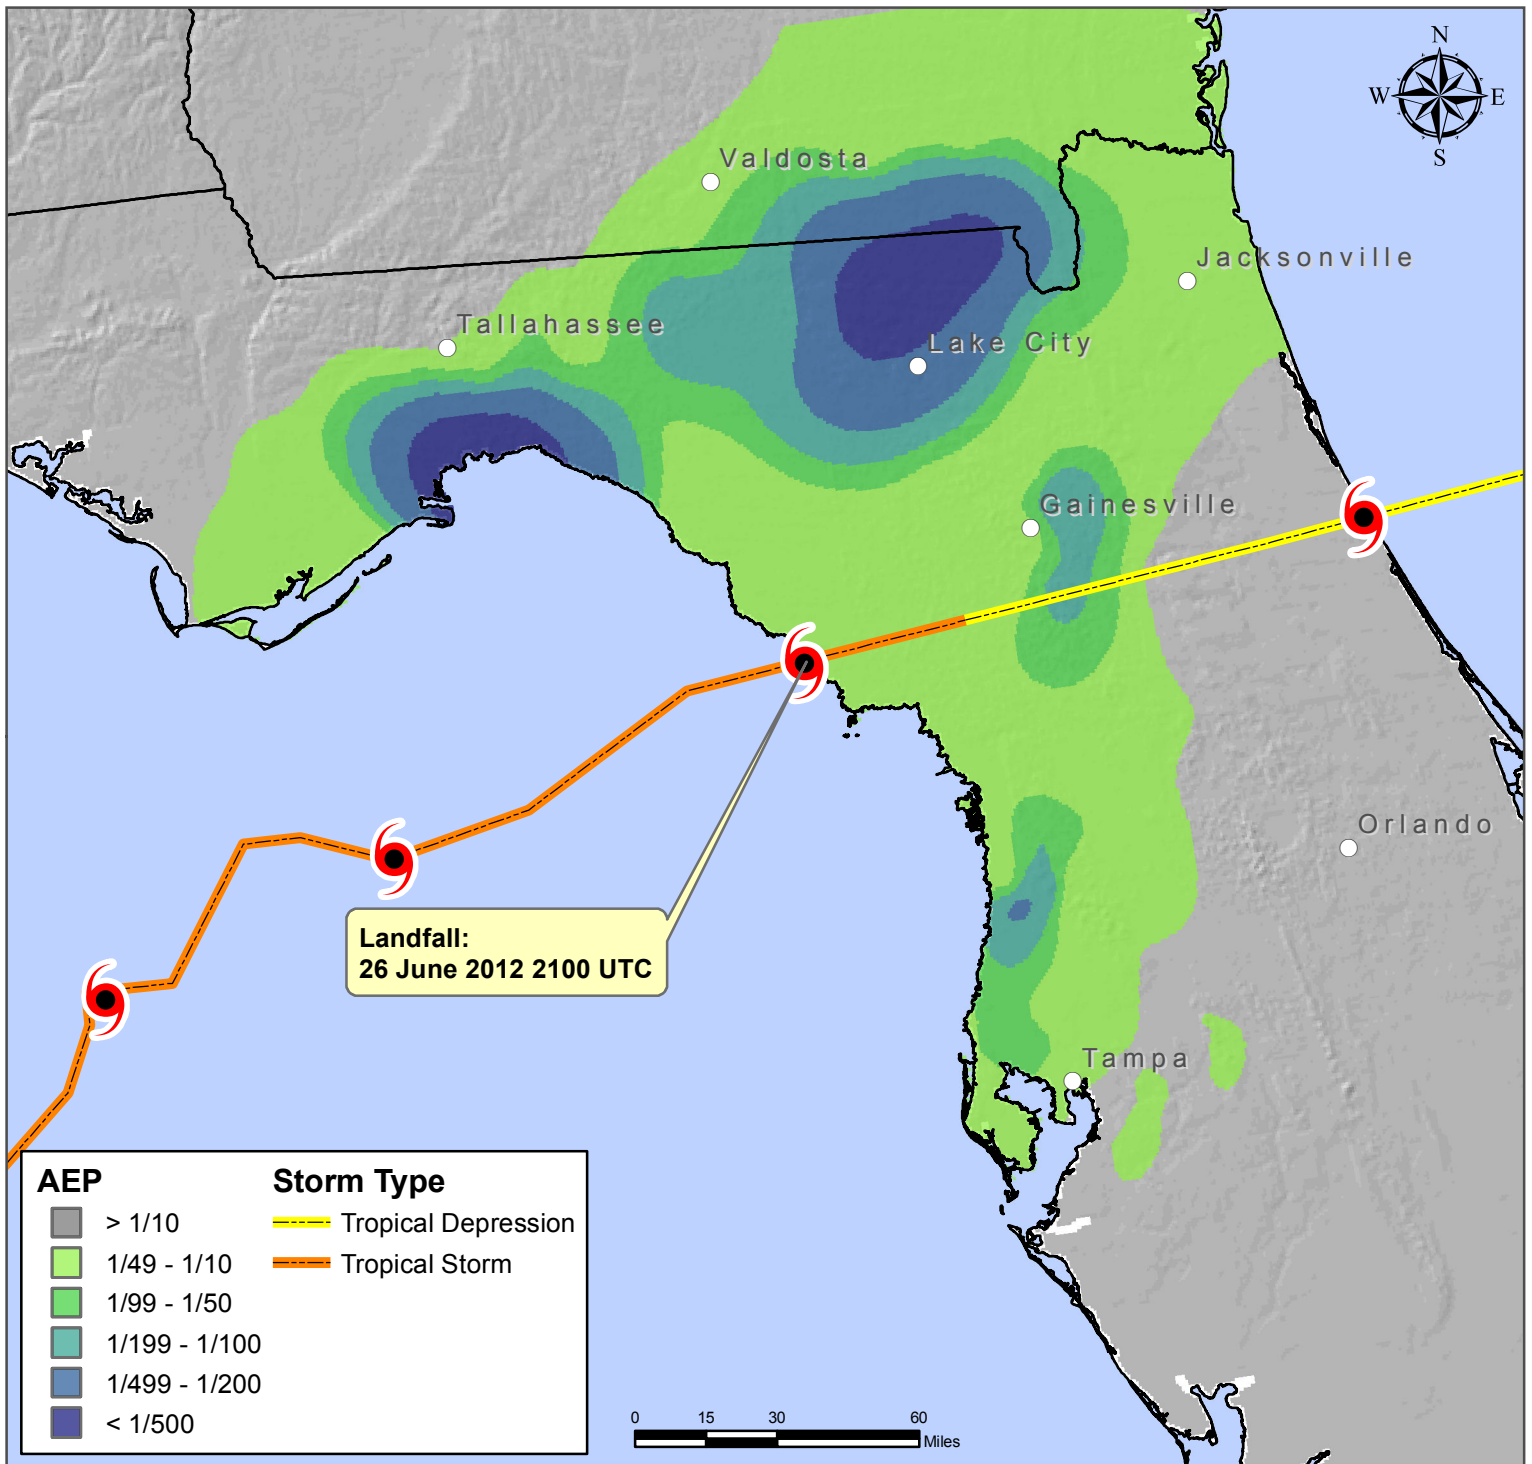 N
W E
S
Valdosta
Jacksonville
Tallahassee
Lake City
Gainesville
Orlando
Landfall:
26 June 2012 2100 UTC
Tampa
AEP
> 1/10
1/49 - 1/10
1/99 - 1/50
1/199 - 1/100
1/499 - 1/200
< 1/500
Storm Type
Tropical Depression
Tropical Storm
0 15 30 60
Miles